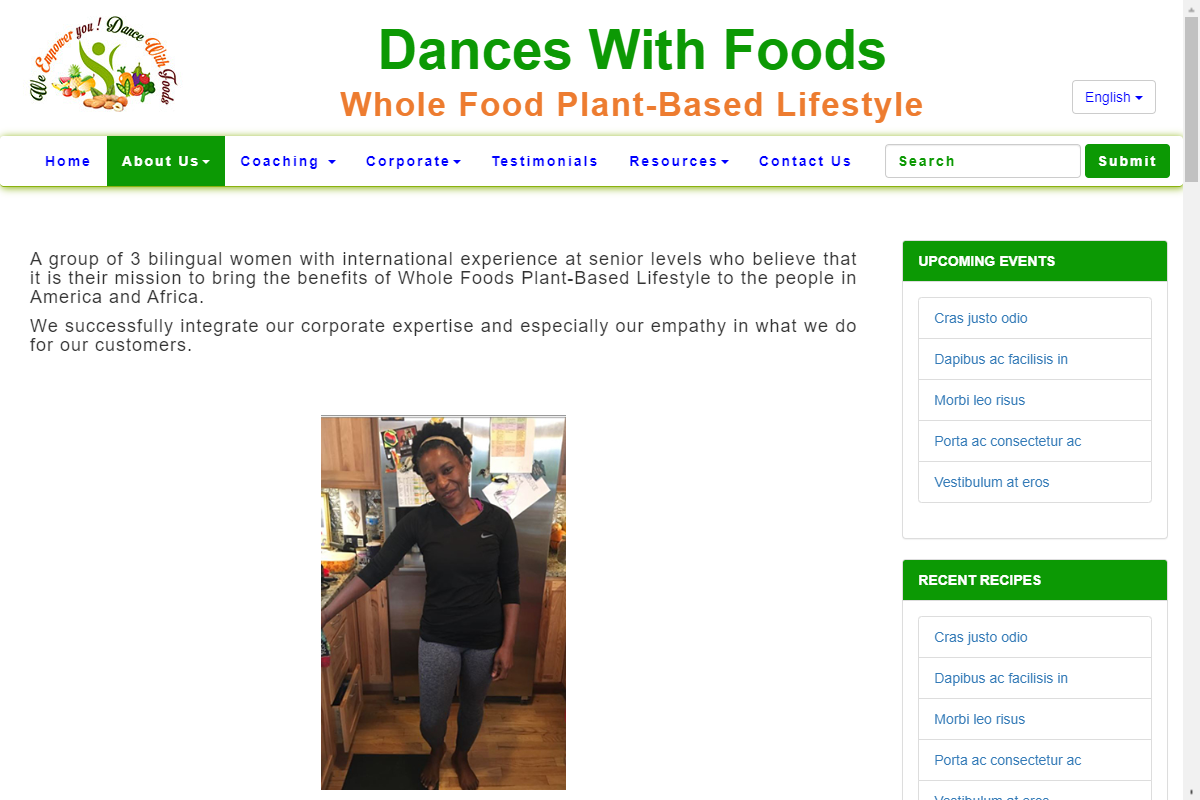 We Empower you ! Dance With Foods
Dances With Foods
Whole Food Plant-Based Lifestyle
English
Home About Us Coaching Corporate Testimonials Resources Contact Us Search Submit
A group of 3 bilingual women with international experience at senior levels who believe that
it is their mission to bring the benefits of Whole Foods Plant-Based Lifestyle to the people in
America and Africa.
We successfully integrate our corporate expertise and especially our empathy in what we do
for our customers.
UPCOMING EVENTS
Cras justo odio
Dapibus ac facilisis in
Morbi leo risus
Porta ac consectetur ac
Vestibulum at eros
RECENT RECIPES
Cras justo odio
Dapibus ac facilisis in
Morbi leo risus
Porta ac consectetur ac
Vestibulum at eros